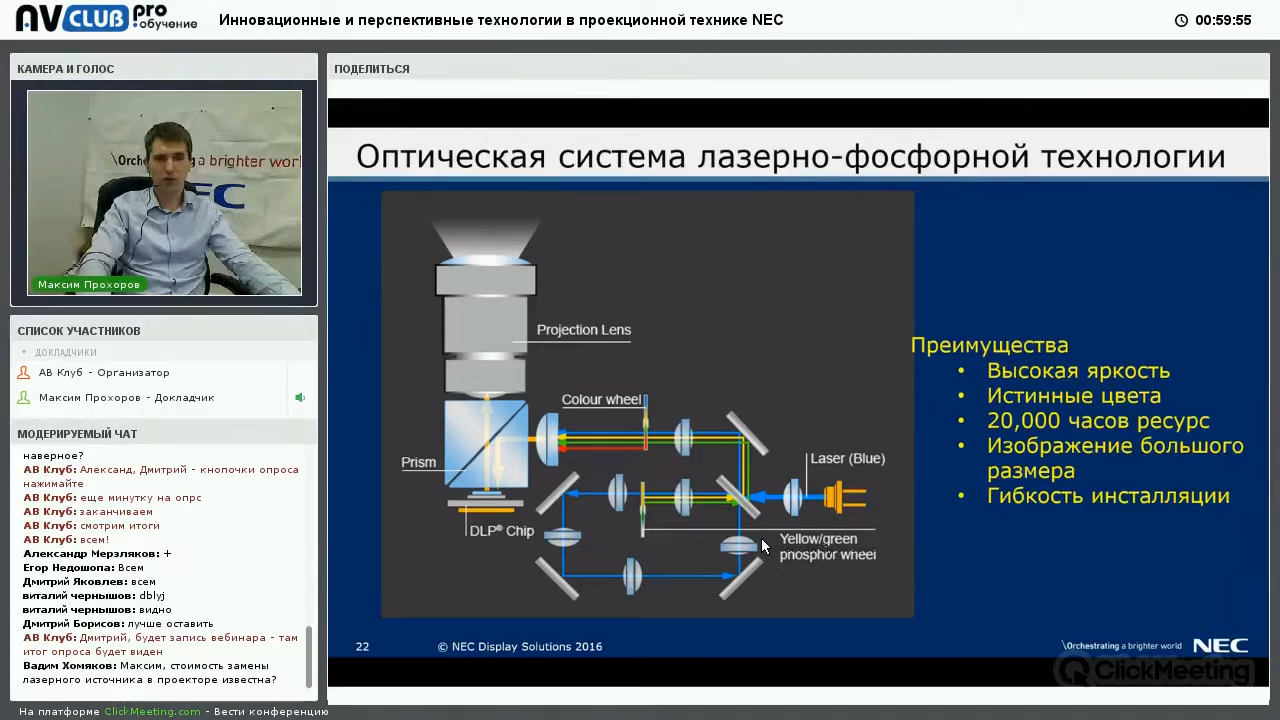 AV CLUB pro обучение
Инновационные и перспективные технологии в проекционной технике NEC
00:59:55
КАМЕРА И ГОЛОС
\Orchestrating a brighter worl
NEC
Максим Прохоров
СПИСОК УЧАСТНИКОВ
ДОКЛАДЧИКИ
АВ Клуб - Организатор
Максим Прохоров - Докладчик
МОДЕРИРУЕМЫЙ ЧАТ
наверное?
АВ Клуб: Александ, Дмитрий - кнопочки опроса
нажимайте
АВ Клуб: еще минутку на опрс
АВ Клуб: заканчиваем
АВ Клуб: смотрим итоги
АВ Клуб: всем!
Александр Мерзляков: +
Егор Недошопа: Всем
Дмитрий Яковлев: всем
виталий чернышов: dblyj
виталий чернышов: видно
Дмитрий Борисов: лучше оставить
АВ Клуб: Дмитрий, будет запись вебинара - там
итог опроса будет виден
Вадим Хомяков: Максим, стоимость замены
лазерного источника в проекторе известна?
На платформе ClickMeeting.com - Вести конференцию
ПОДЕЛИТЬСЯ
Оптическая система лазерно-фосфорной технологии
Projection Lens
Colour wheel
Prism
Laser (Blue)
DLP® Chip
Yellow/green
phosphor wheel
Преимущества
• Высокая яркость
• Истинные цвета
• 20,000 часов ресурс
• Изображение большого
размера
• Гибкость инсталляции
22
© NEC Display Solutions 2016
\Orchestrating a brighter world
NEC
ClickMeeting